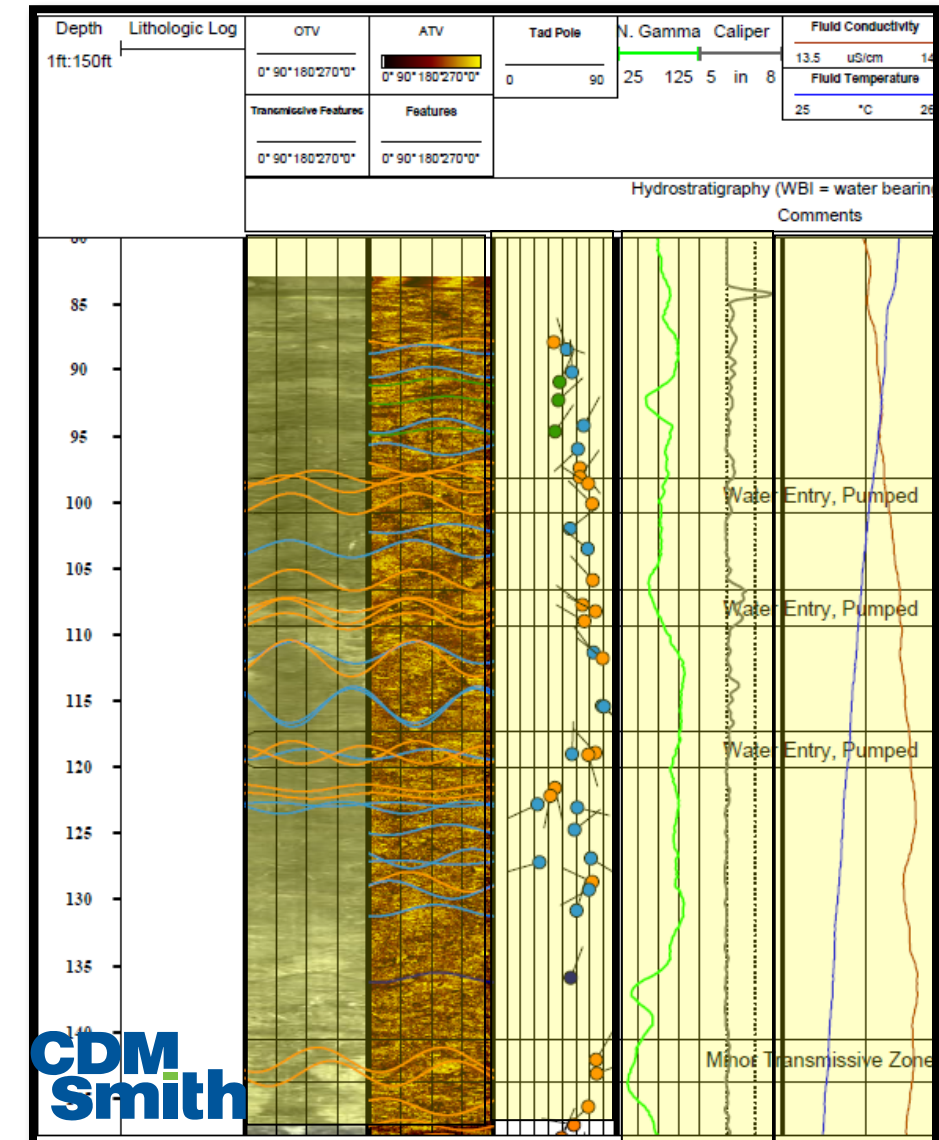 Depth
1ft:150ft
Lithologic Log
OTV
0° 90°180°270°0°
Transmissive Features
0° 90°180°270°0°
ATV
0° 90°180°270°0°
Features
0° 90°180°270°0°
Tad Pole
0 90
N. Gamma
25 125
Caliper
5 in 8
Fluid Conductivity
13.5 uS/cm 14
Fluid Temperature
25 °C 26
Hydrostratigraphy (WBI = water bearing
Comments
85
90
95
100
Water Entry, Pumped
105
Water Entry, Pumped
110
115
Water Entry, Pumped
120
125
130
135
140
Minor Transmissive Zone
CDM
Smith